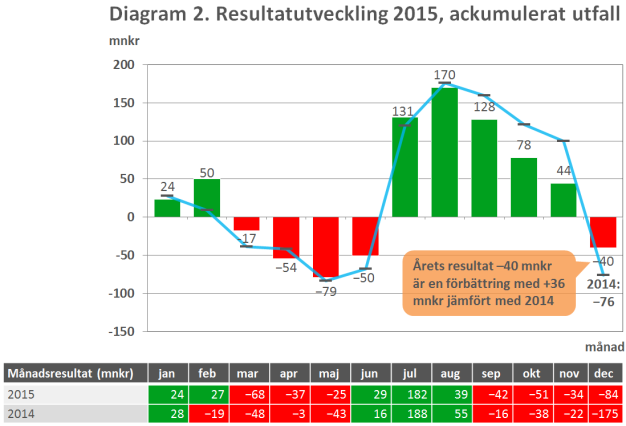 Diagram 2. Resultatutveckling 2015, ackumulerat utfall
mnkr
200
150
100
50
0
-50
-100
-150
24
50
-17
-54
-79
-50
131
170
128
78
44
-40
Årets resultat –40 mnkr
är en förbättring med +36
mnkr jämfört med 2014
2014:
–76
månad
Månadsresultat (mnkr) jan feb mar apr maj jun jul aug sep okt nov dec
2015 24 27 –68 –37 –25 29 182 39 –42 –51 –34 –84
2014 28 –19 –48 –3 –43 16 188 55 –16 –38 –22 –175